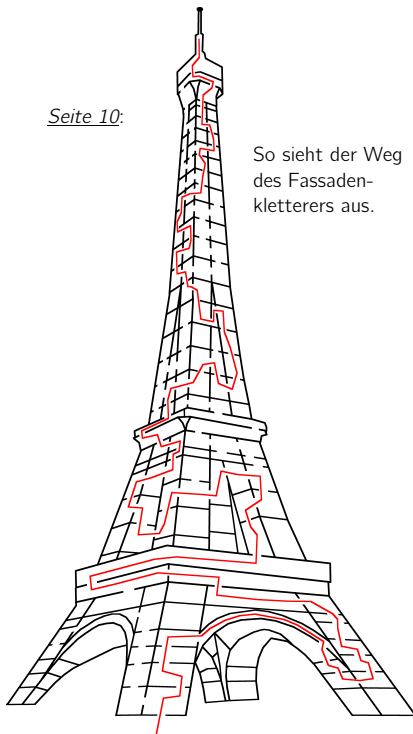 Seite 10:
So sieht der Weg
des Fassaden-
kletterers aus.